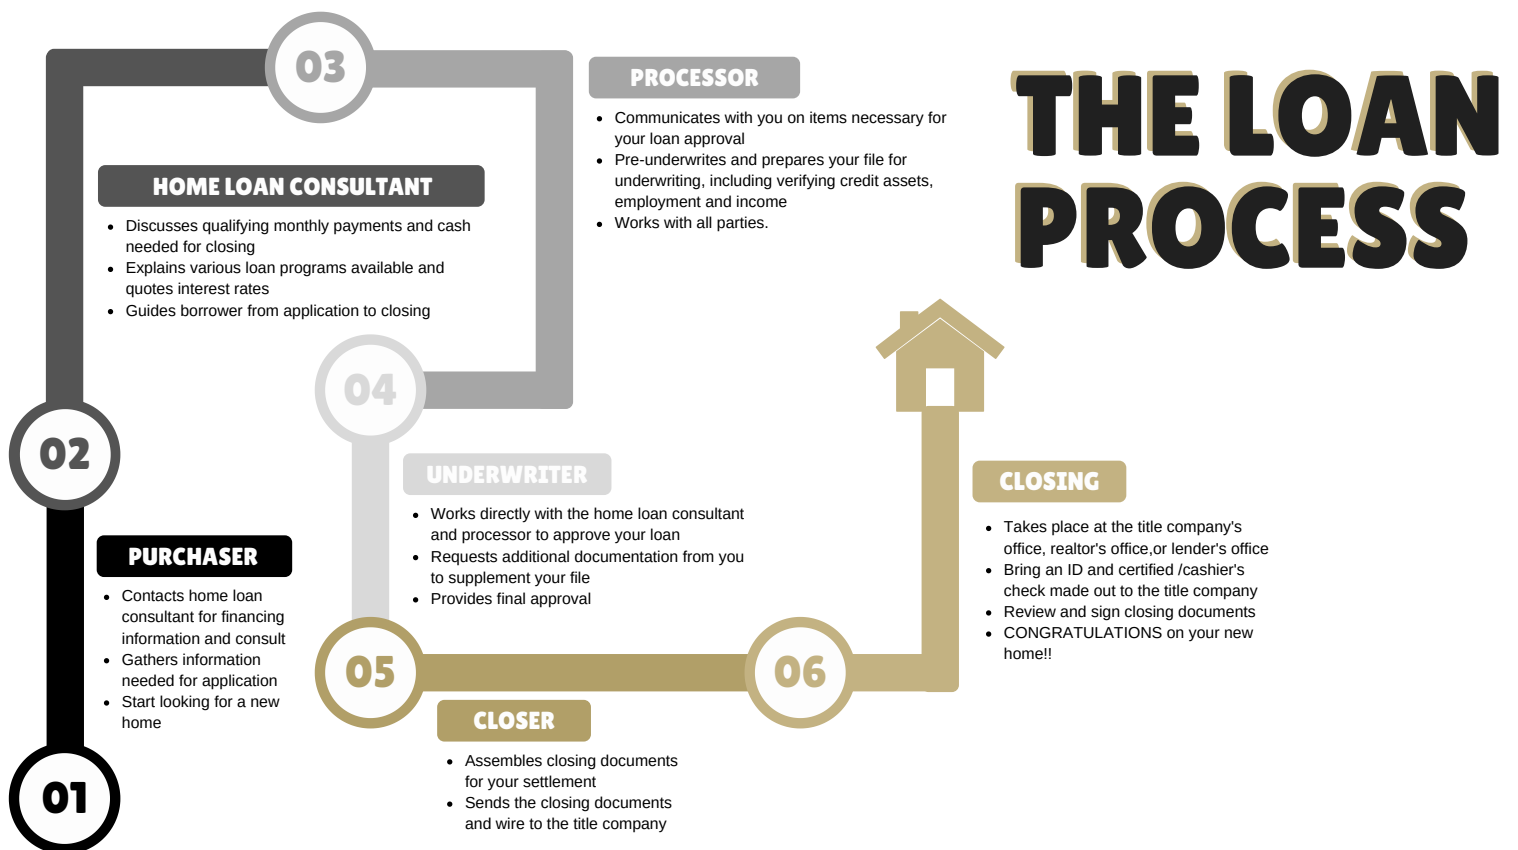 THE LOAN
PROCESS
01
PURCHASER
Contacts home loan
consultant for financing
information and consult
Gathers information
needed for application
Start looking for a new
home
02
HOME LOAN CONSULTANT
Discusses qualifying monthly payments and cash
needed for closing
Explains various loan programs available and
quotes interest rates
Guides borrower from application to closing
03
PROCESSOR
Communicates with you on items necessary for
your loan approval
Pre-underwrites and prepares your file for
underwriting, including verifying credit assets,
employment and income
Works with all parties.
04
UNDERWRITER
Works directly with the home loan consultant
and processor to approve your loan
Requests additional documentation from you
to supplement your file
Provides final approval
05
CLOSER
Assembles closing documents
for your settlement
Sends the closing documents
and wire to the title company
06
CLOSING
Takes place at the title company's
office, realtor's office,or lender's office
Bring an ID and certified /cashier's
check made out to the title company
Review and sign closing documents
CONGRATULATIONS on your new
home!!